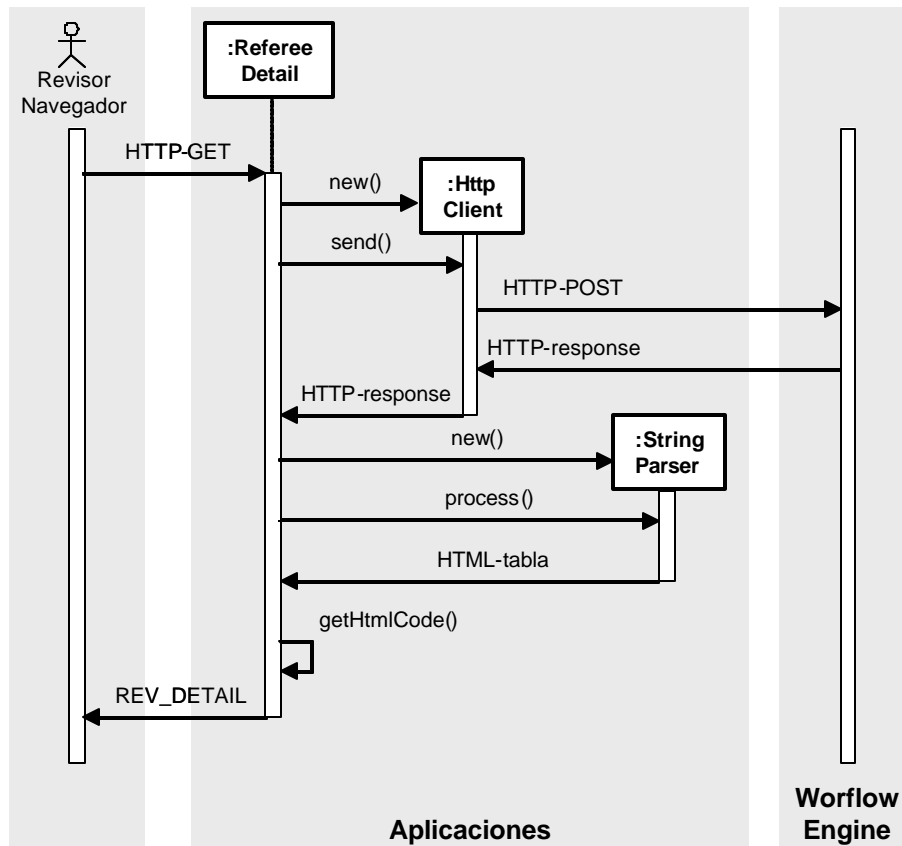 :Referee
Detail
Revisor
Navegador
HTTP-GET
new()
:Http
Client
send()
HTTP-POST
HTTP-response
HTTP-response
new()
:String
Parser
process()
HTML-tabla
getHtmlCode()
REV_DETAIL
Aplicaciones
Worflow
Engine